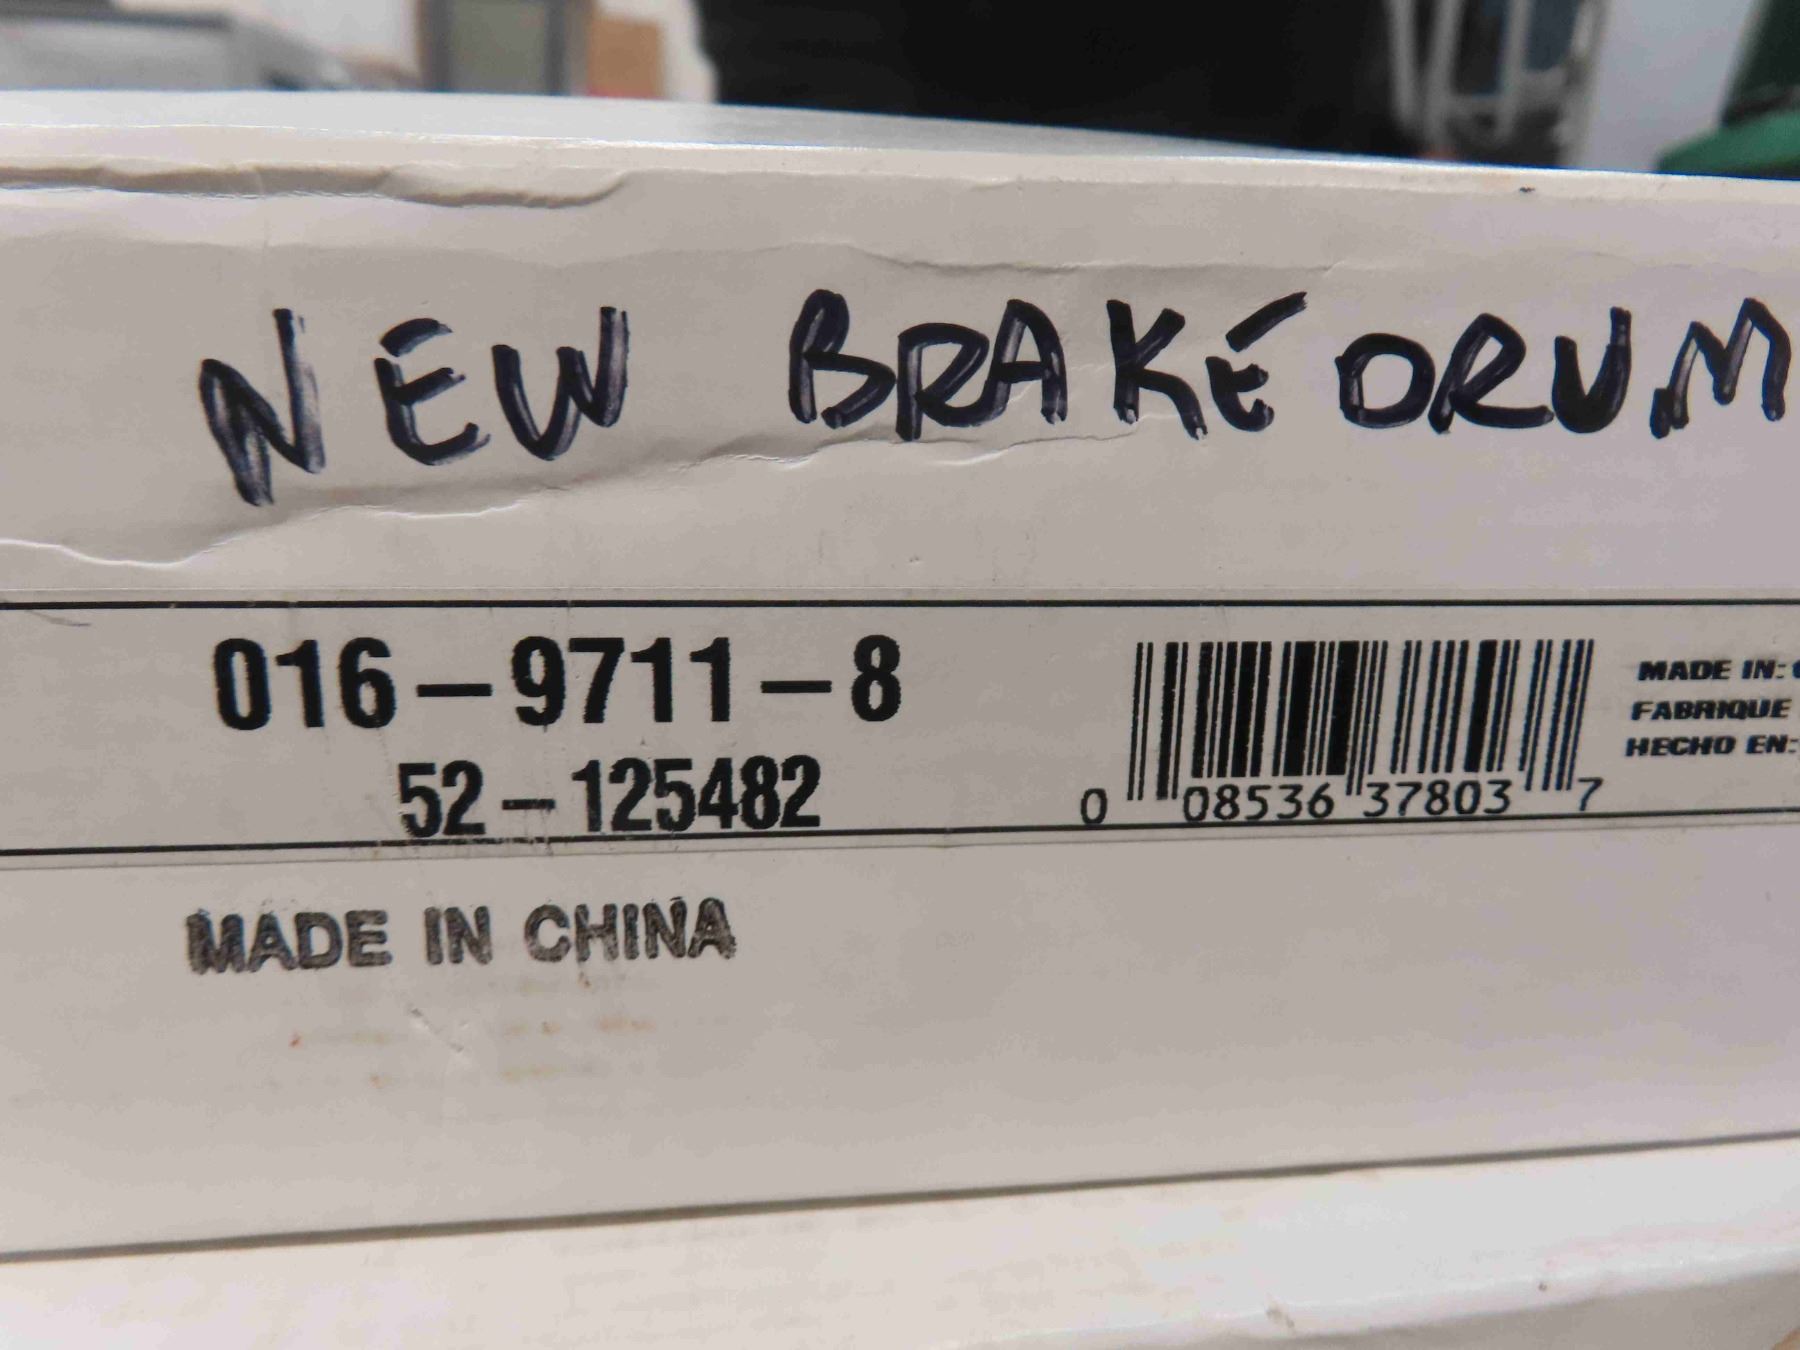 NEW BRAKE DRUM
016-9711-8
52-125482
0 08536 37803 7
MADE IN:
FABRIQUE
HECHO EN:
MADE IN CHINA